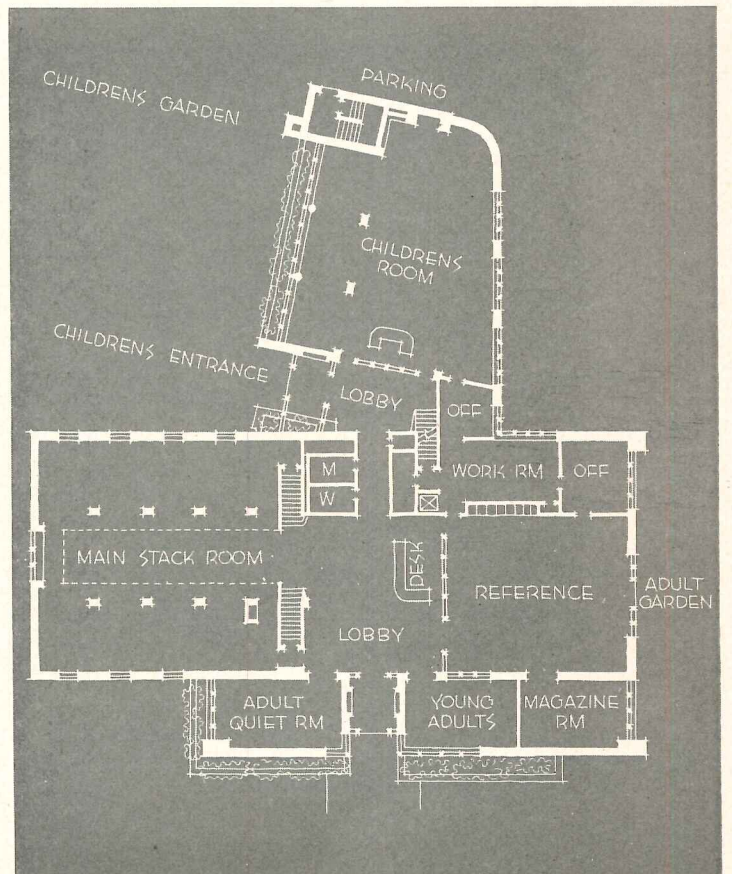 PARKING
CHILDRENS GARDEN
CHILDRENS
ROOM
CHILDRENS ENTRANCE
LOBBY
OFF
M
W
WORK RM
OFF
MAIN STACK ROOM
DESK
REFERENCE
ADULT
GARDEN
LOBBY
ADULT
QUIET RM
YOUNG
ADULTS
MAGAZINE
RM